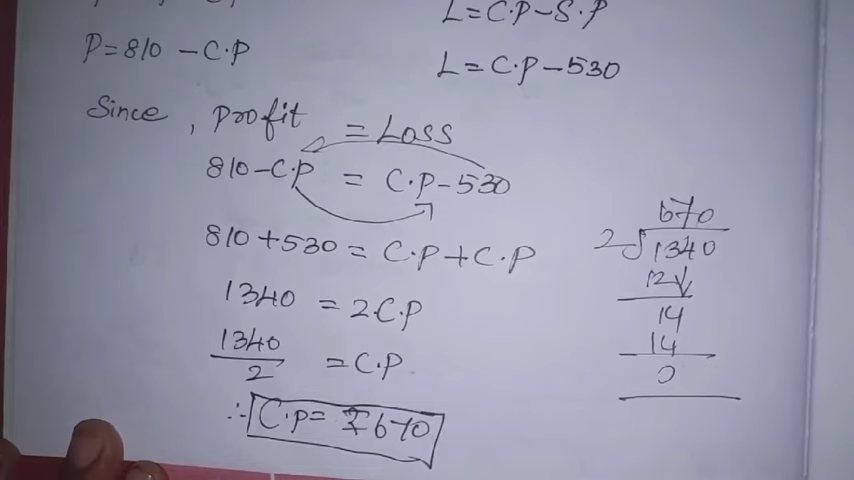 L=C.P-S.P
P=810-C.P
L=C.P-530
Since, Profit = Loss
810-C.P = C.P-530
810+530 = C.P+C.P
1340 = 2.C.P
1340/2 = C.P
∴ C.P= ₹670
670
2)1340
12↓
14
14
0